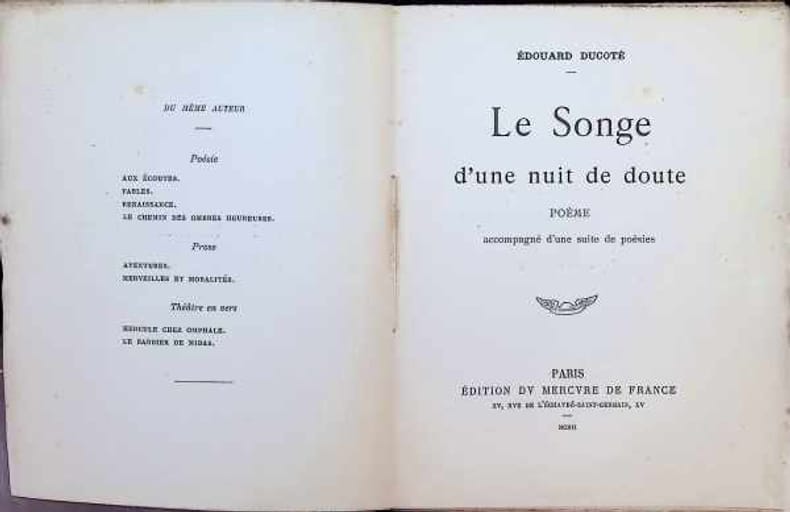 DU MÊME AUTEUR
Poésie
AUX ÉCOUTES.
FABLES.
RENAISSANCE.
LE CHEMIN DES OMBRES HEUREUSES.
Prose
AVENTURES.
MERVEILLES ET MORALITÉS.
Théâtre en vers
HERCULE CHEZ OMPHALE.
LE BARBIER DE MIDAS.
ÉDOUARD DUCOTÉ
Le Songe
d'une nuit de doute
POÈME
accompagné d'une suite de poésies
PARIS
ÉDITION DV MERCVRE DE FRANCE
XV, RVE DE L'ÉCHAVDÉ-SAINT-GERMAIN, XV